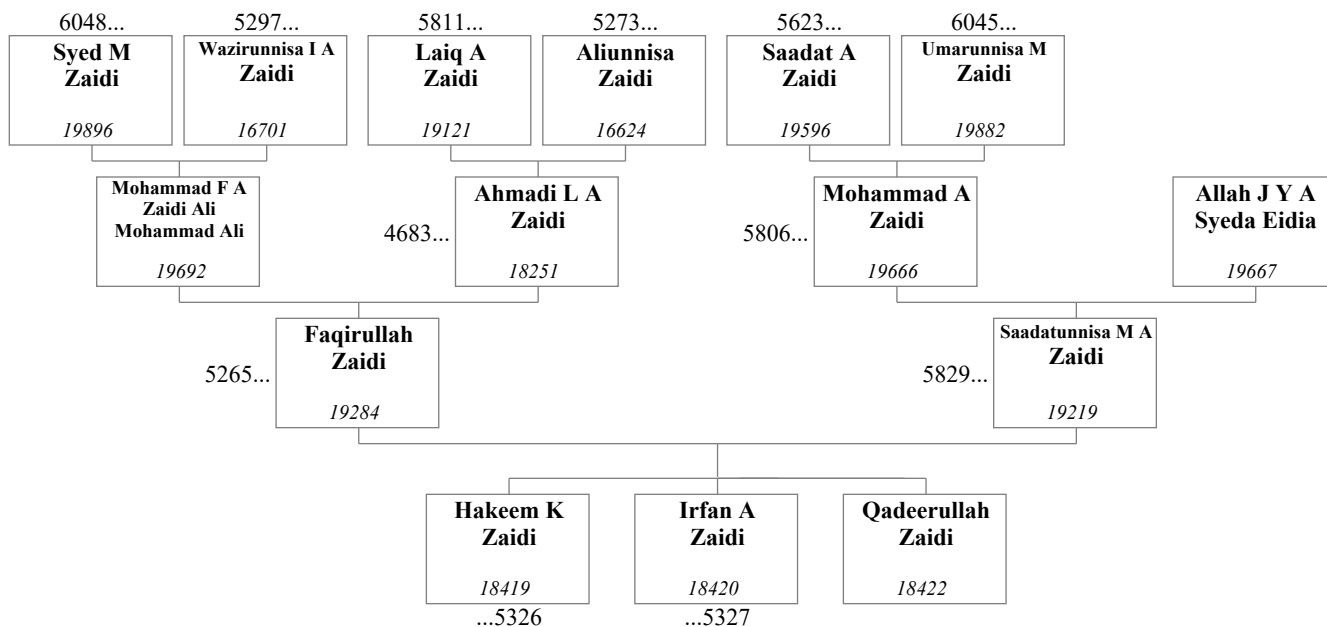 6048... 5297... 5811... 5273... 5623... 6045...
Syed M
Zaidi
19896
Wazirunnisa I A
Zaidi
16701
Laiq A
Zaidi
19121
Aliunnisa
Zaidi
16624
Saadat A
Zaidi
19596
Umarunnisa M
Zaidi
19882
Mohammad F A
Zaidi Ali
Mohammad Ali
19692
4683...
Ahmadi L A
Zaidi
18251
5806...
Mohammad A
Zaidi
19666
Allah J Y A
Syeda Eidia
19667
5265...
Faqirullah
Zaidi
19284
5829...
Saadatunnisa M A
Zaidi
19219
Hakeem K
Zaidi
18419
...5326
Irfan A
Zaidi
18420
...5327
Qadeerullah
Zaidi
18422